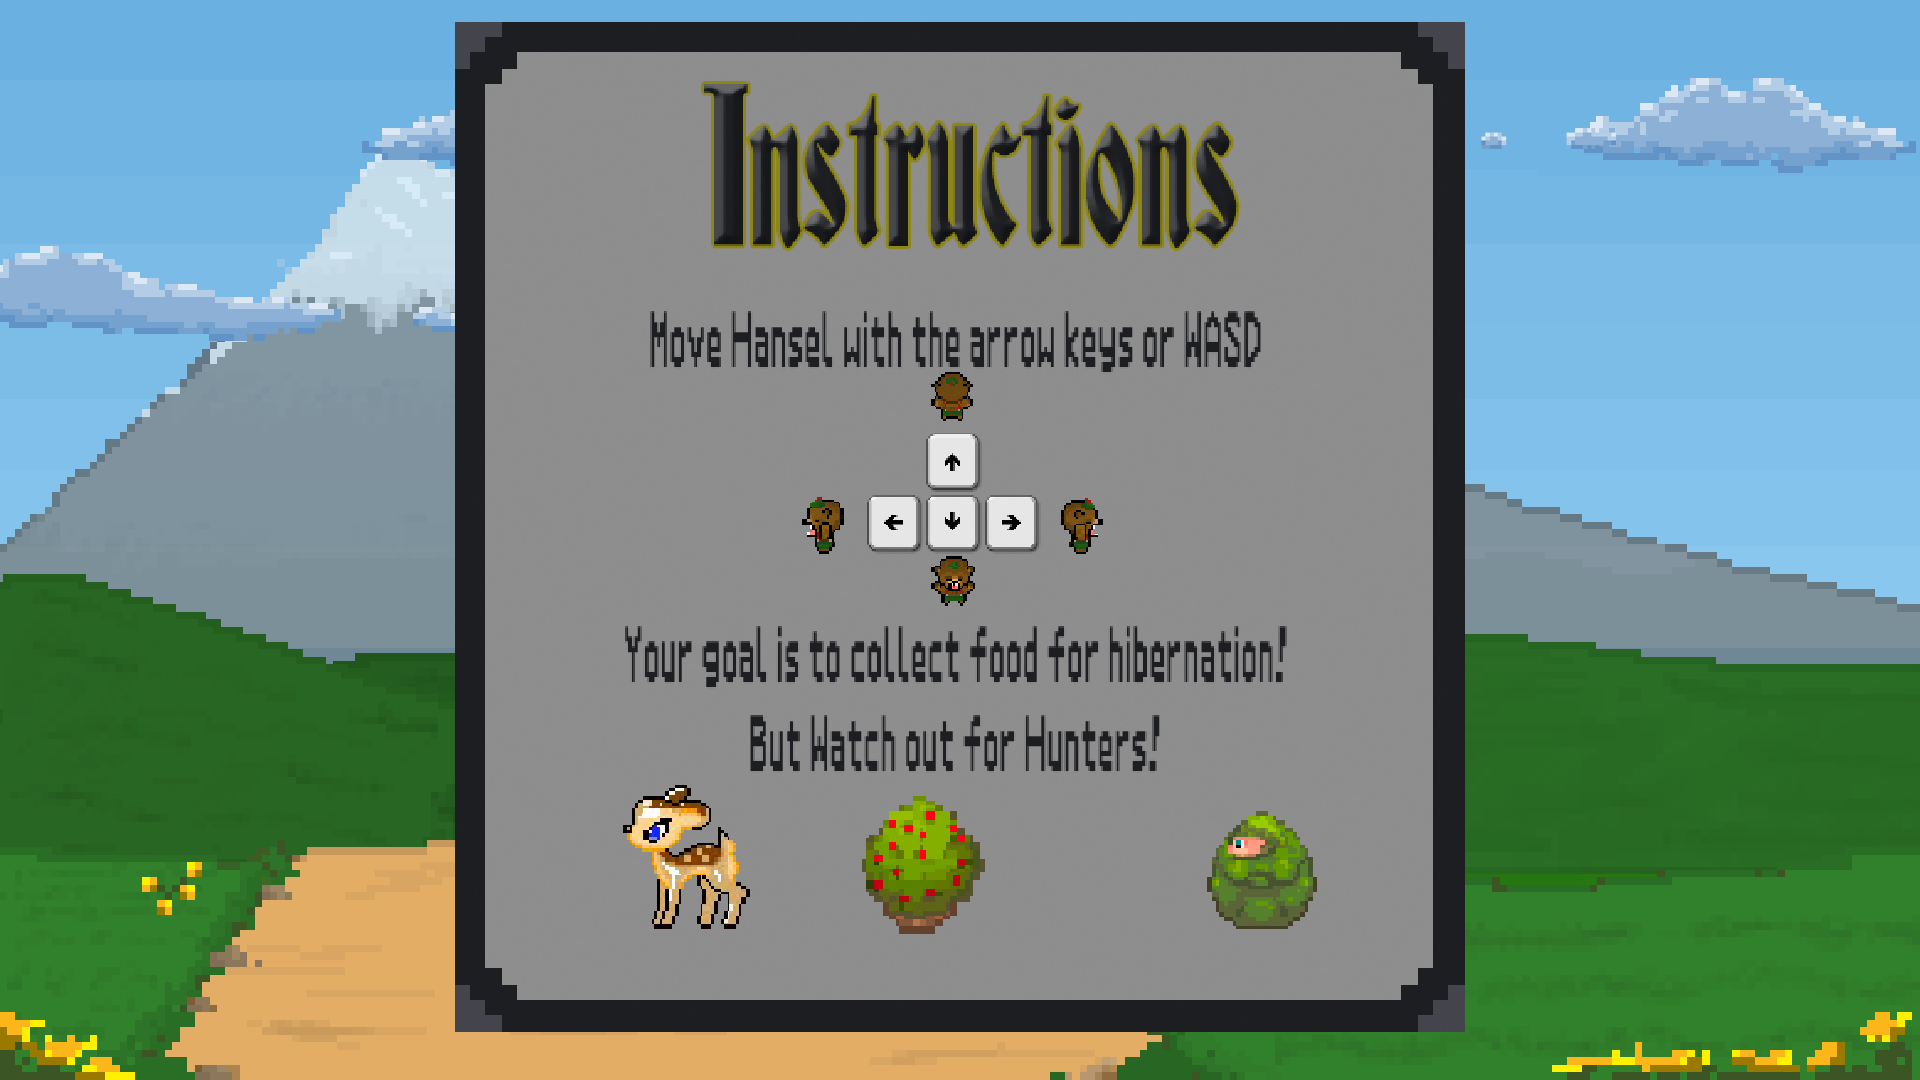 Instructions
Move Hansel with the arrow keys or WASD
↑
← ↓ →
Your goal is to collect food for hibernation!
But Watch out for Hunters!